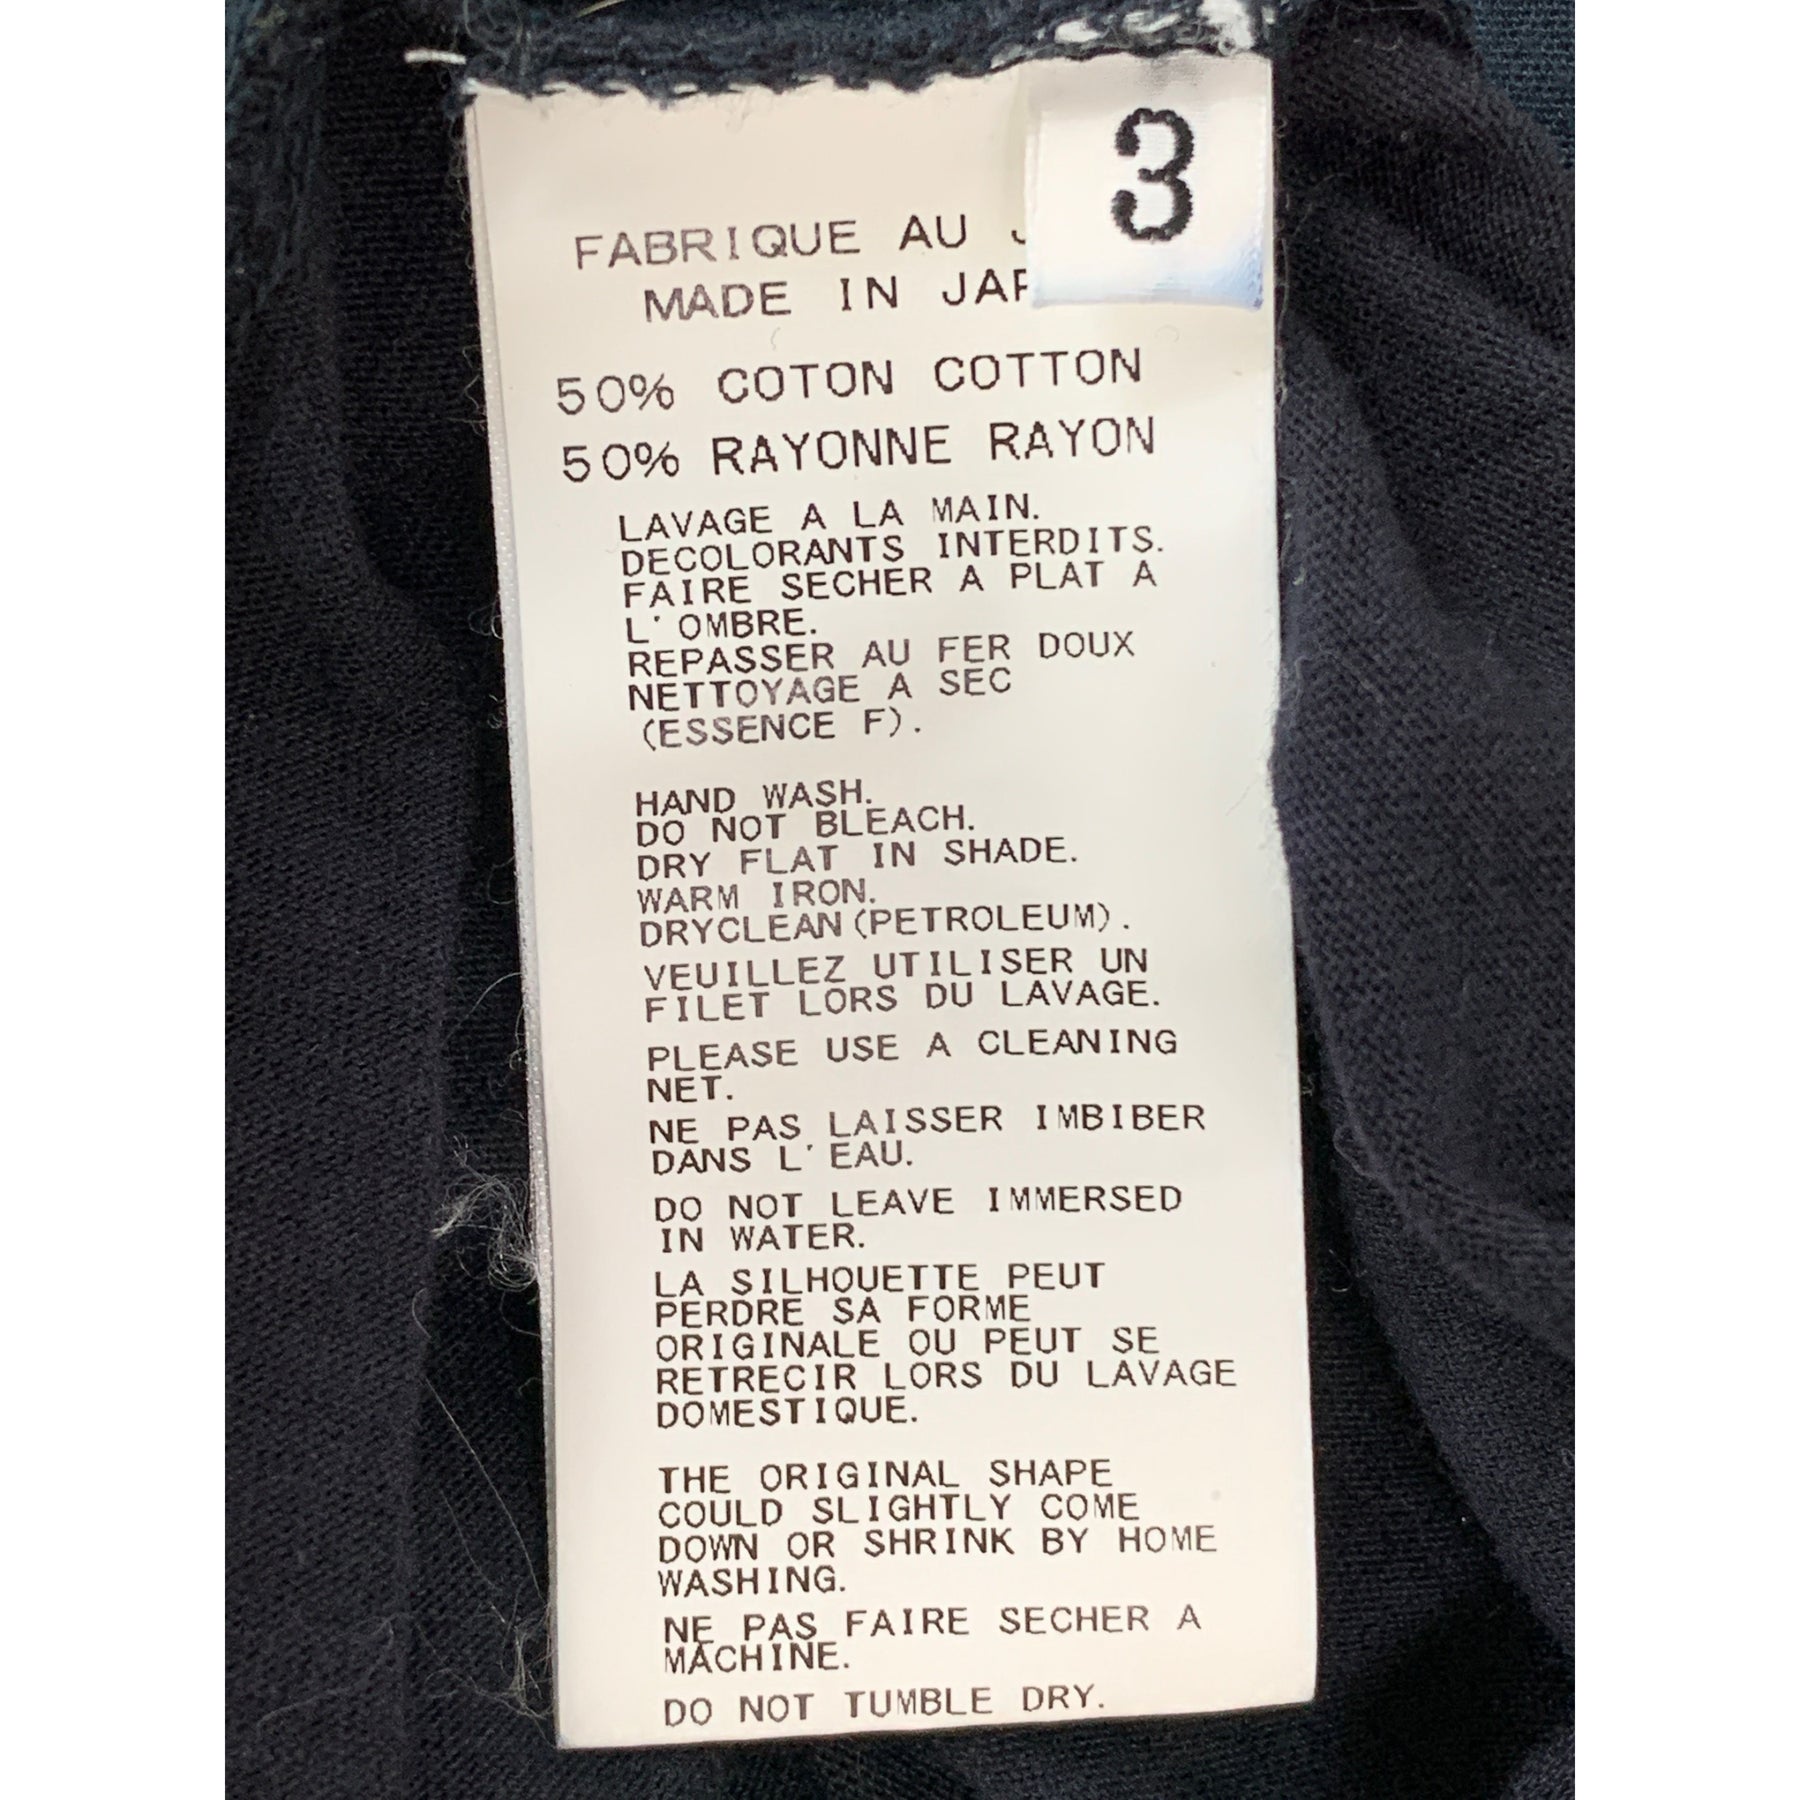 3
FABRIQUE AU
MADE IN
50% COTON COTTON
50% RAYONNE RAYON
LAVAGE A LA MAIN.
DECOLORANTS INTERDITS.
FAIRE SECHER A PLAT A
L'OMBRE.
REPASSER AU FER DOUX
NETTOYAGE A SEC
(ESSENCE F).
HAND WASH.
DO NOT BLEACH.
DRY FLAT IN SHADE.
WARM IRON.
DRYCLEAN(PETROLEUM).
VEUILLEZ UTILISER UN
FILET LORS DU LAVAGE.
PLEASE USE A CLEANING
NET.
NE PAS LAISSER IMBIBER
DANS L'EAU.
DO NOT LEAVE IMMERSED
IN WATER.
LA SILHOUETTE PEUT
PERDRE SA FORME
ORIGINALE OU PEUT SE
RETRECIR LORS DU LAVAGE
DOMESTIQUE.
THE ORIGINAL SHAPE
COULD SLIGHTLY COME
DOWN OR SHRINK BY HOME
WASHING.
NE PAS FAIRE SECHER A
MACHINE.
DO NOT TUMBLE DRY.